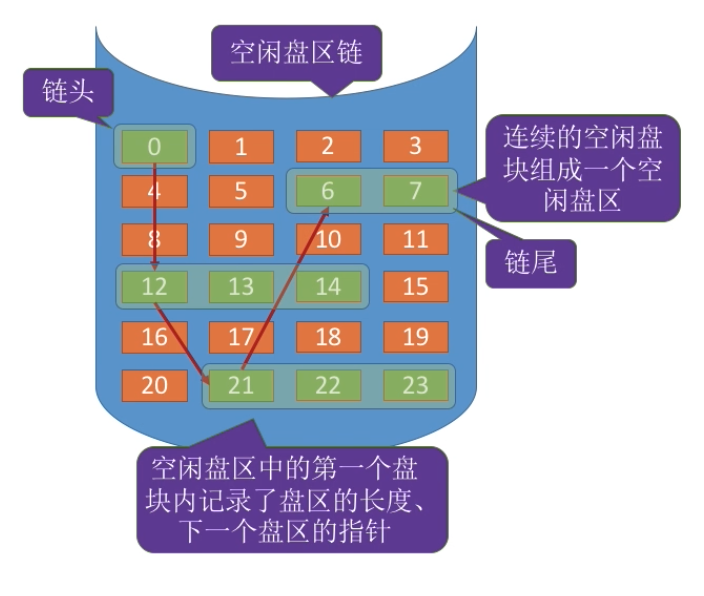 空闲盘区链
链头
0 1 2 3
4 5 6 7
连续的空闲盘
块组成一个空
闲盘区
8 9 10 11
链尾
12 13 14 15
16 17 18 19
20 21 22 23
空闲盘区中的第一个盘
块内记录了盘区的长度、
下一个盘区的指针